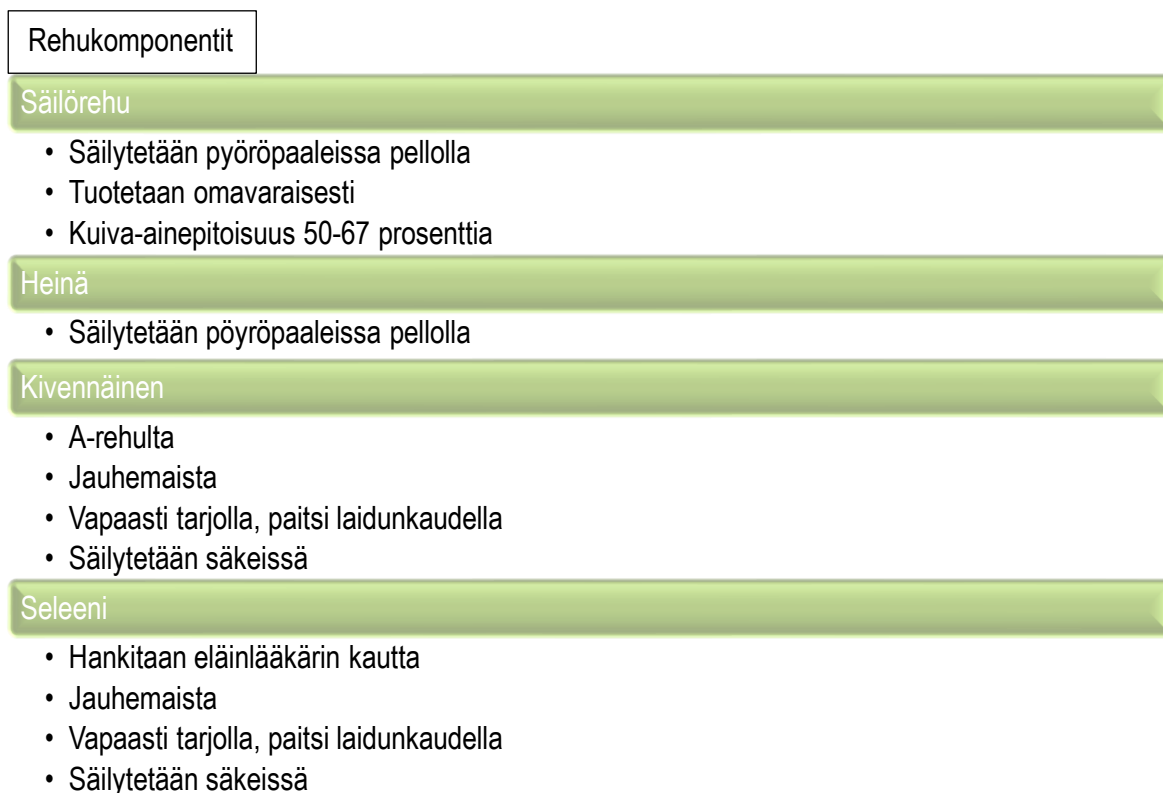 Rehukomponentit
Säilörehu
• Säilytetään pyöröpaaleissa pellolla
• Tuotetaan omavaraisesti
• Kuiva-ainepitoisuus 50-67 prosenttia
Heinä
• Säilytetään pöyröpaaleissa pellolla
Kivennäinen
• A-rehulta
• Jauhemaista
• Vapaasti tarjolla, paitsi laidunkaudella
• Säilytetään säkeissä
Seleeni
• Hankitaan eläinlääkärin kautta
• Jauhemaista
• Vapaasti tarjolla, paitsi laidunkaudella
• Säilytetään säkeissä